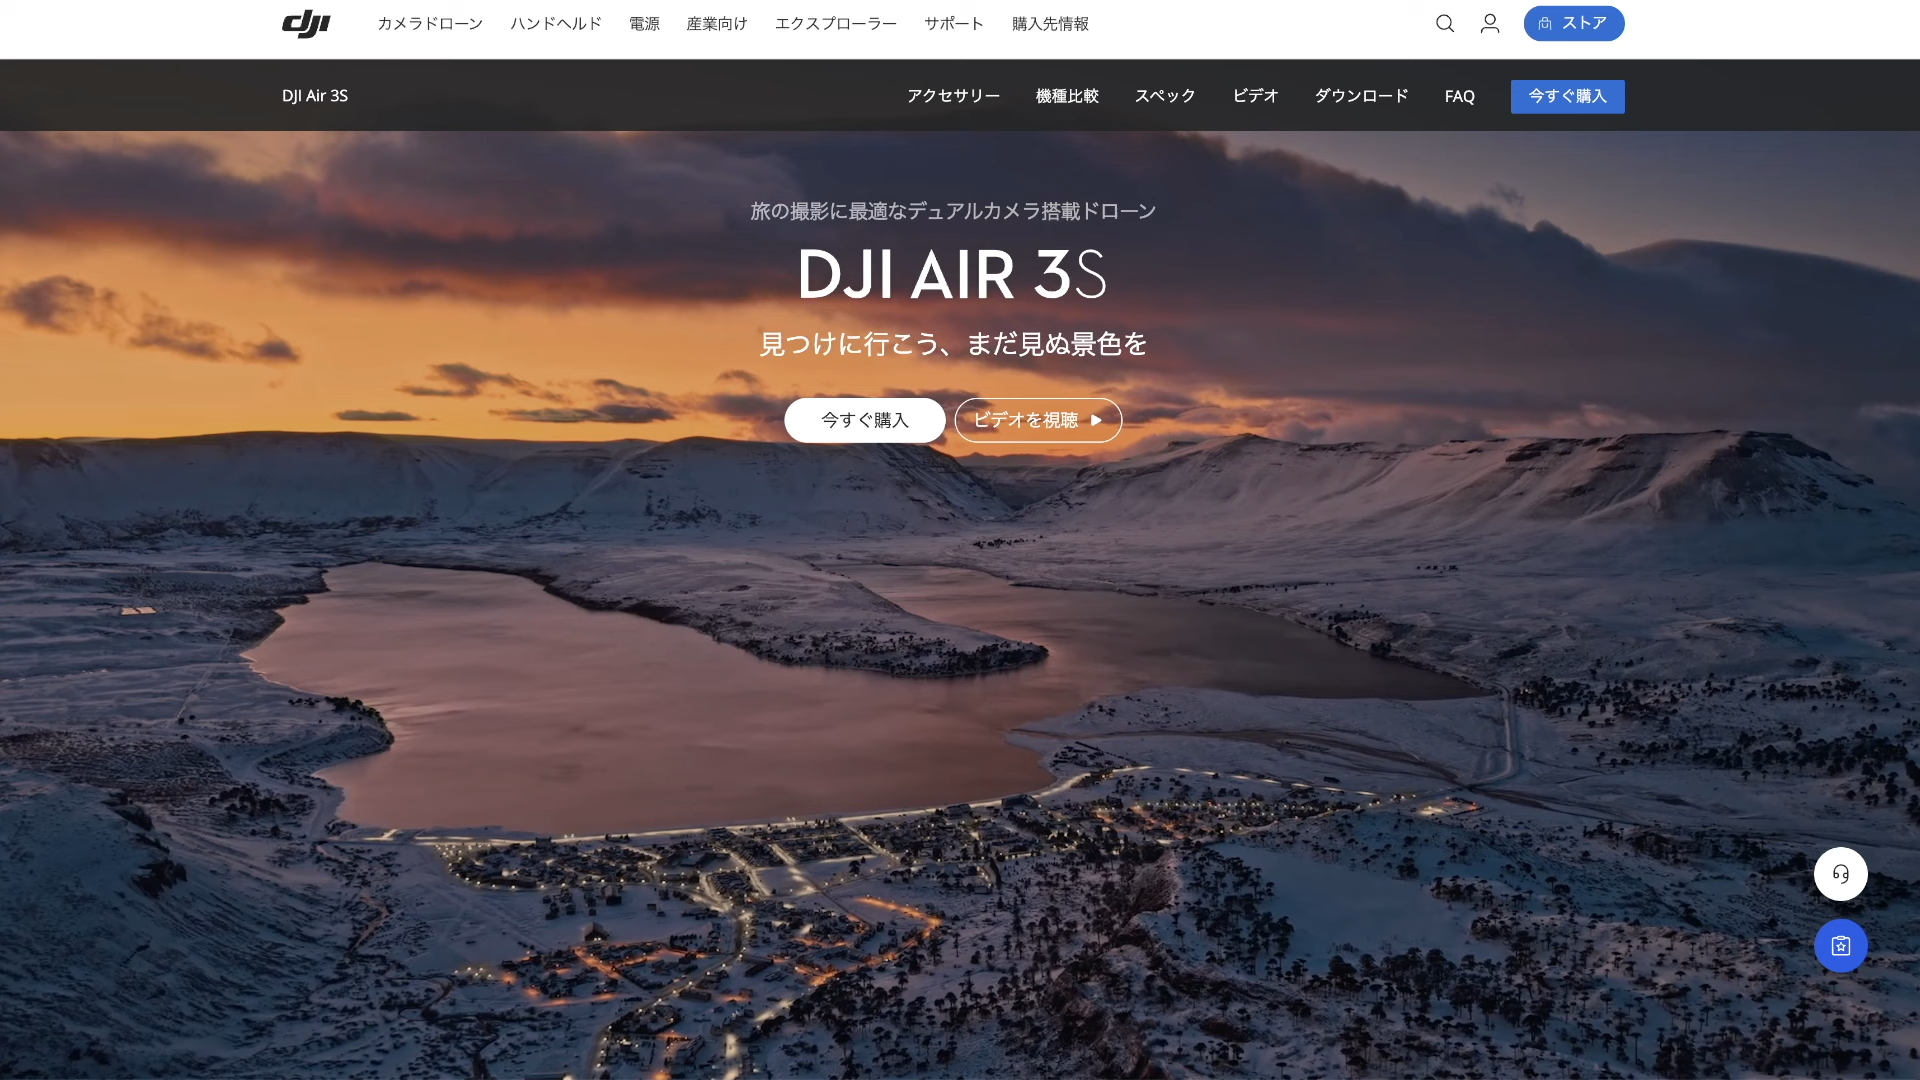 dji カメラドローン ハンドヘルド 電源 産業向け エクスプローラー サポート 購入先情報 ストア
DJI Air 3S アクセサリー 機種比較 スペック ビデオ ダウンロード FAQ 今すぐ購入
旅の撮影に最適なデュアルカメラ搭載ドローン
DJI AIR 3S
見つけに行こう、まだ見ぬ景色を
今すぐ購入 ビデオを視聴